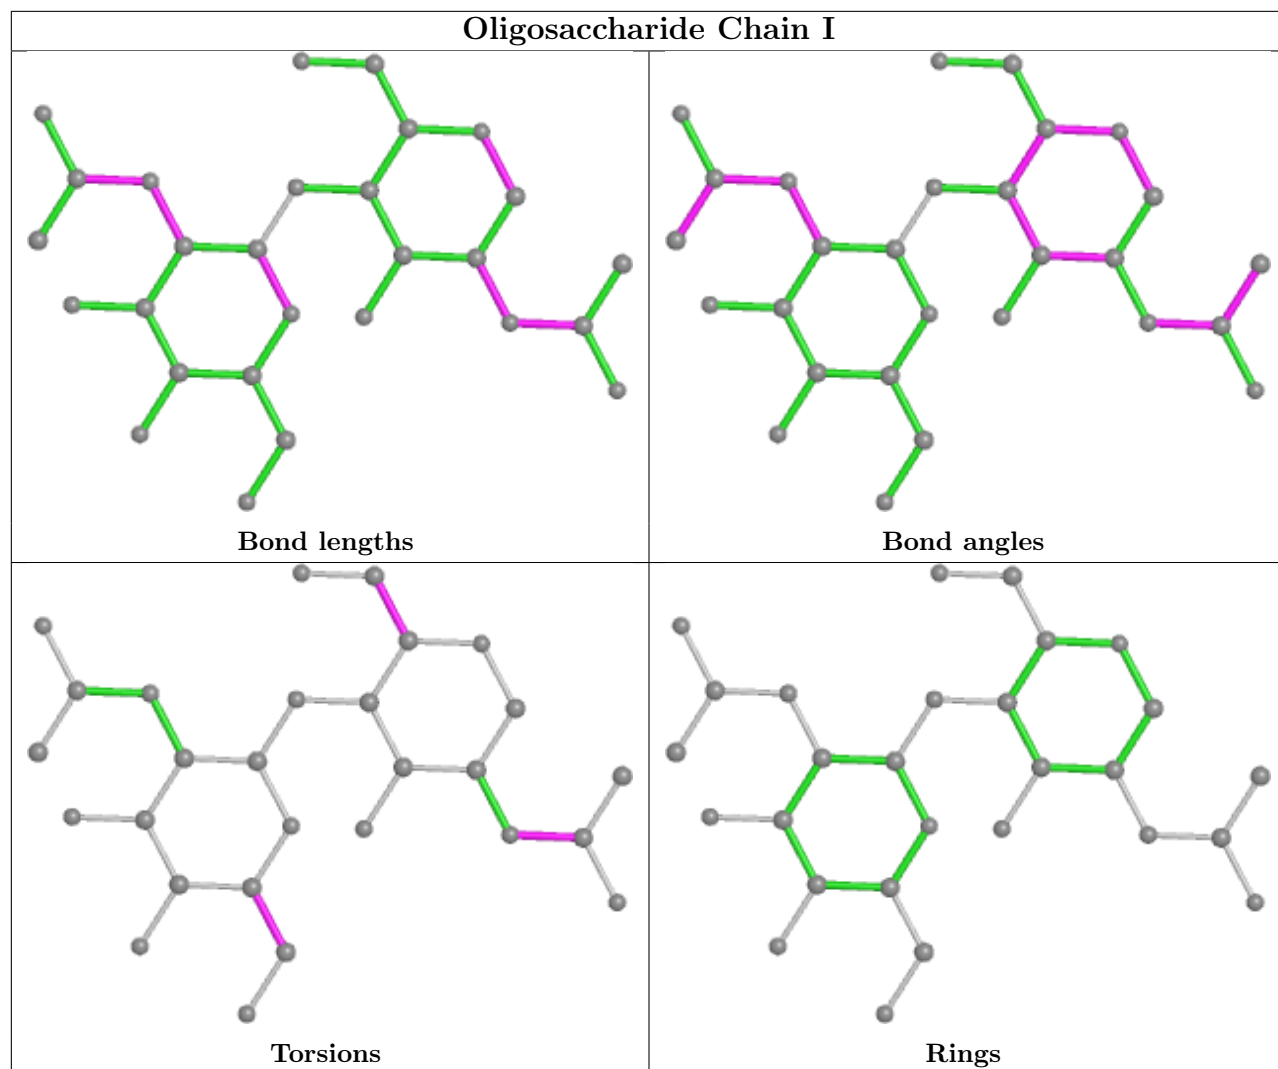 Oligosaccharide Chain I
Bond lengths
Bond angles
Torsions
Rings